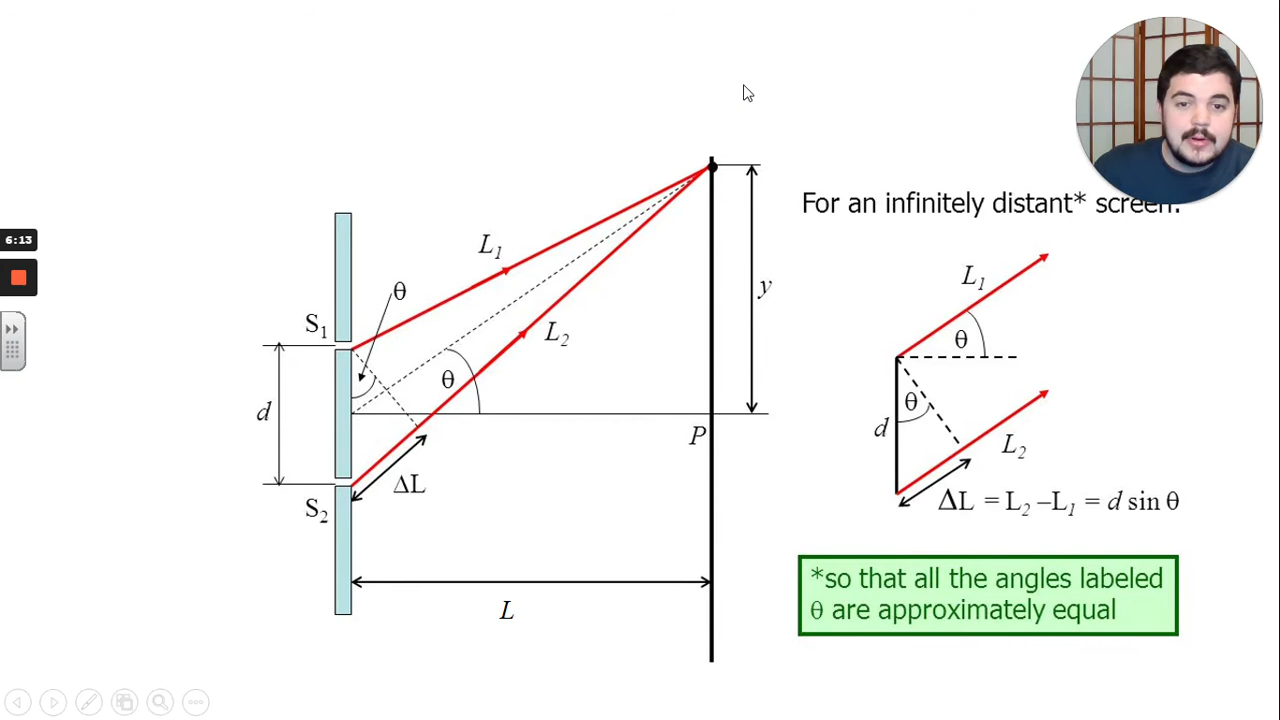 For an infinitely distant* screen:
6:13
L1
θ
S1
y
L2
θ
d
P
ΔL
S2
L
L1
θ
θ
d
L2
ΔL = L2 –L1 = d sin θ
*so that all the angles labeled
θ are approximately equal